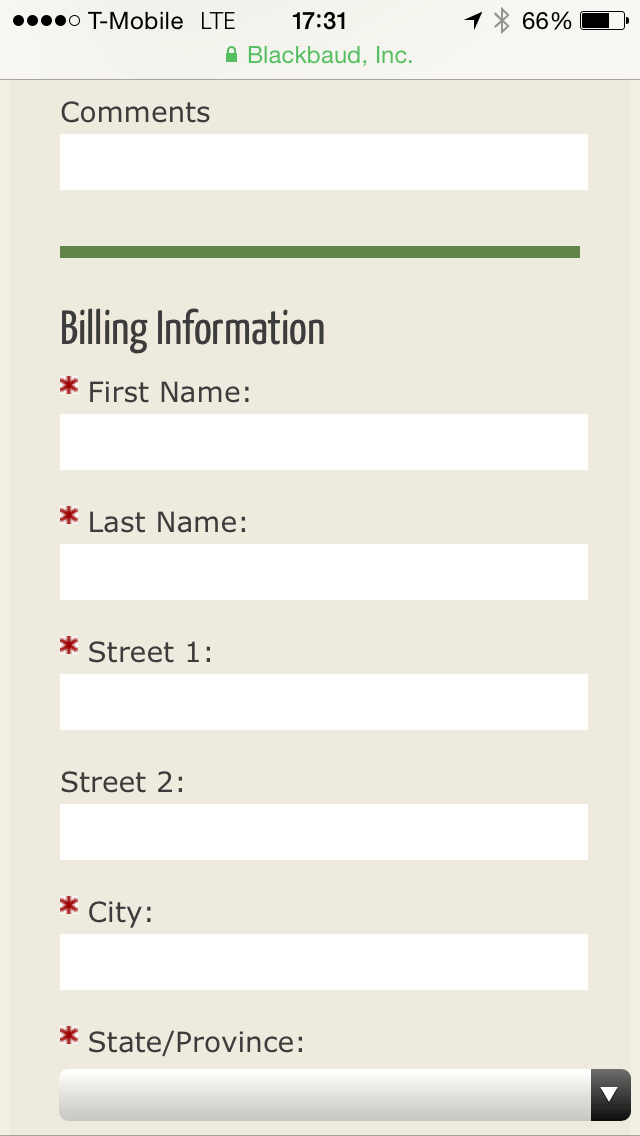 T-Mobile LTE 17:31 66%
Blackbaud, Inc.
Comments
Billing Information
* First Name:
* Last Name:
* Street 1:
Street 2:
* City:
* State/Province: